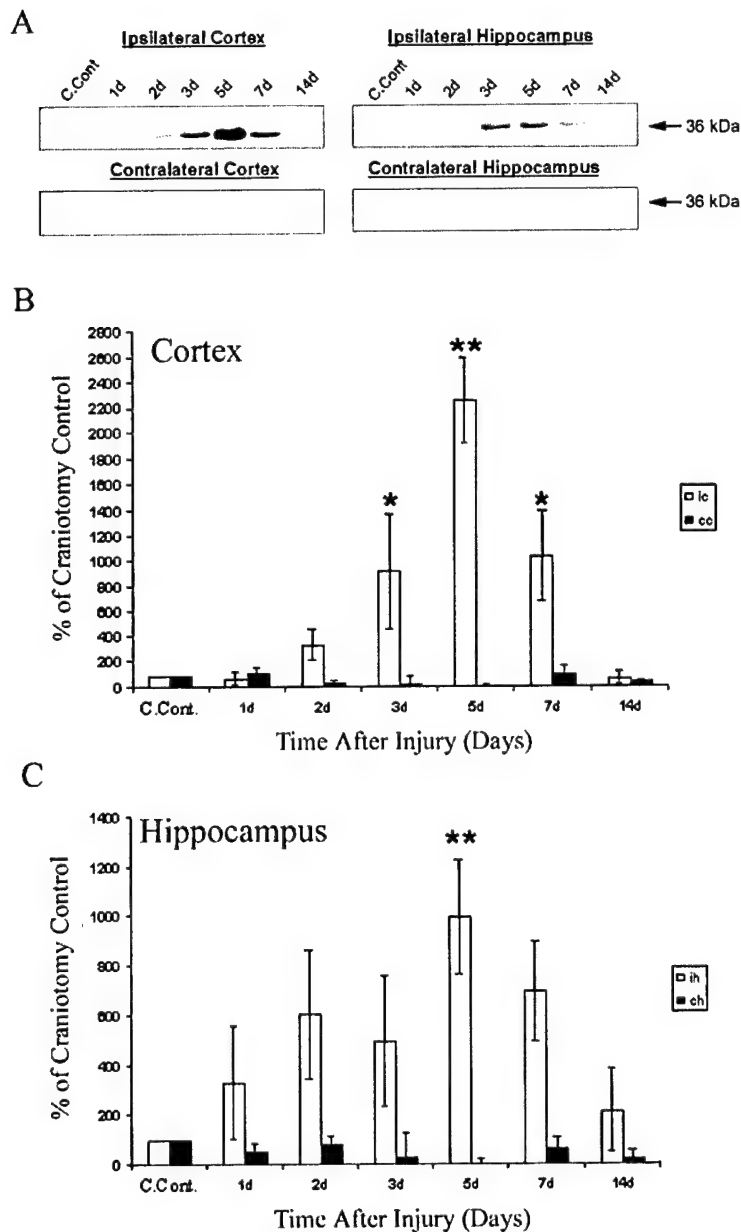 A
Ipsilateral Cortex
Ipsilateral Hippocampus
C.Cont 1d 2d 3d 5d 7d 14d
C.Cont 1d 2d 3d 5d 7d 14d
36 kDa
Contralateral Cortex
Contralateral Hippocampus
36 kDa
B
Cortex
% of Craniotomy Control
2800
2600
2400
2200
2000
1800
1600
1400
1200
1000
800
600
400
200
0
**
*
*
ic
cc
C.Cont. 1d 2d 3d 5d 7d 14d
Time After Injury (Days)
C
Hippocampus
% of Craniotomy Control
1400
1200
1000
800
600
400
200
0
**
ih
ch
C.Cont. 1d 2d 3d 5d 7d 14d
Time After Injury (Days)